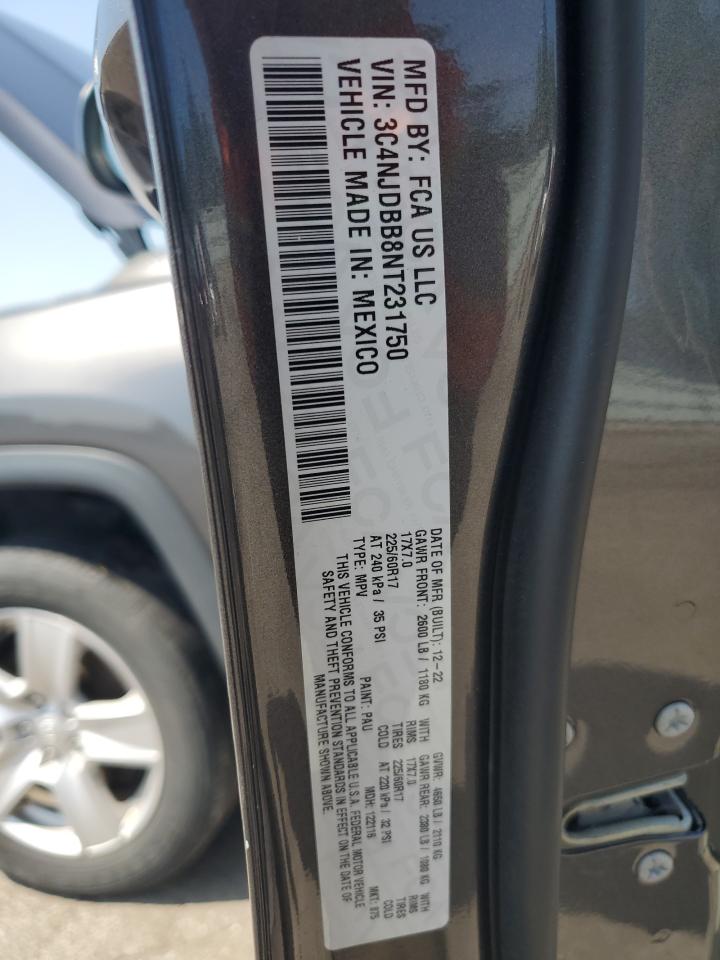 MFD BY: FCA US LLC
VIN: 3C4NJDBB8NT231750
VEHICLE MADE IN: MEXICO
DATE OF MFR (BUILT): 12-22 GVWR: 4650 LB / 2110 KG
GAWR FRONT: 2600 LB / 1180 KG WITH GAWR REAR: 2380 LB / 1080 KG WITH
17X7.0 RIMS 17X7.0 RIMS
225/60R17 TIRES 225/60R17 TIRES
AT 240 kPa / 35 PSI COLD AT 220 kPa / 32 PSI COLD
TYPE: MPV PAINT: PAU MDH: 122116 MKT: 875
THIS VEHICLE CONFORMS TO ALL APPLICABLE U.S.A. FEDERAL MOTOR VEHICLE
SAFETY AND THEFT PREVENTION STANDARDS IN EFFECT ON THE DATE OF
MANUFACTURE SHOWN ABOVE.